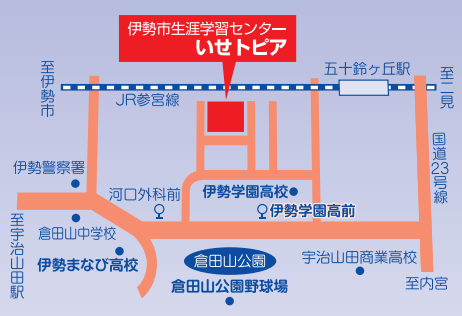 伊勢市生涯学習センター
いせトピア
至伊勢市
JR参宮線
五十鈴ヶ丘駅
至二見
国道23号線
伊勢警察署
河口外科前
伊勢学園高校
伊勢学園高前
至宇治山田駅
倉田山中学校
伊勢まなび高校
倉田山公園
倉田山公園野球場
宇治山田商業高校
至内宮